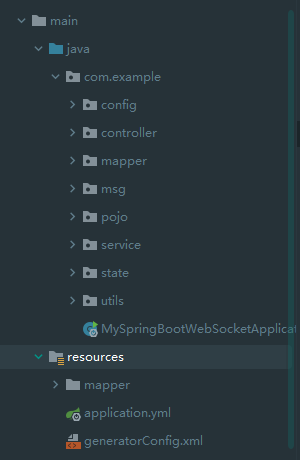 main
java
com.example
config
controller
mapper
msg
pojo
service
state
utils
MySpringBootWebSocketApplicat
resources
mapper
application.yml
generatorConfig.xml